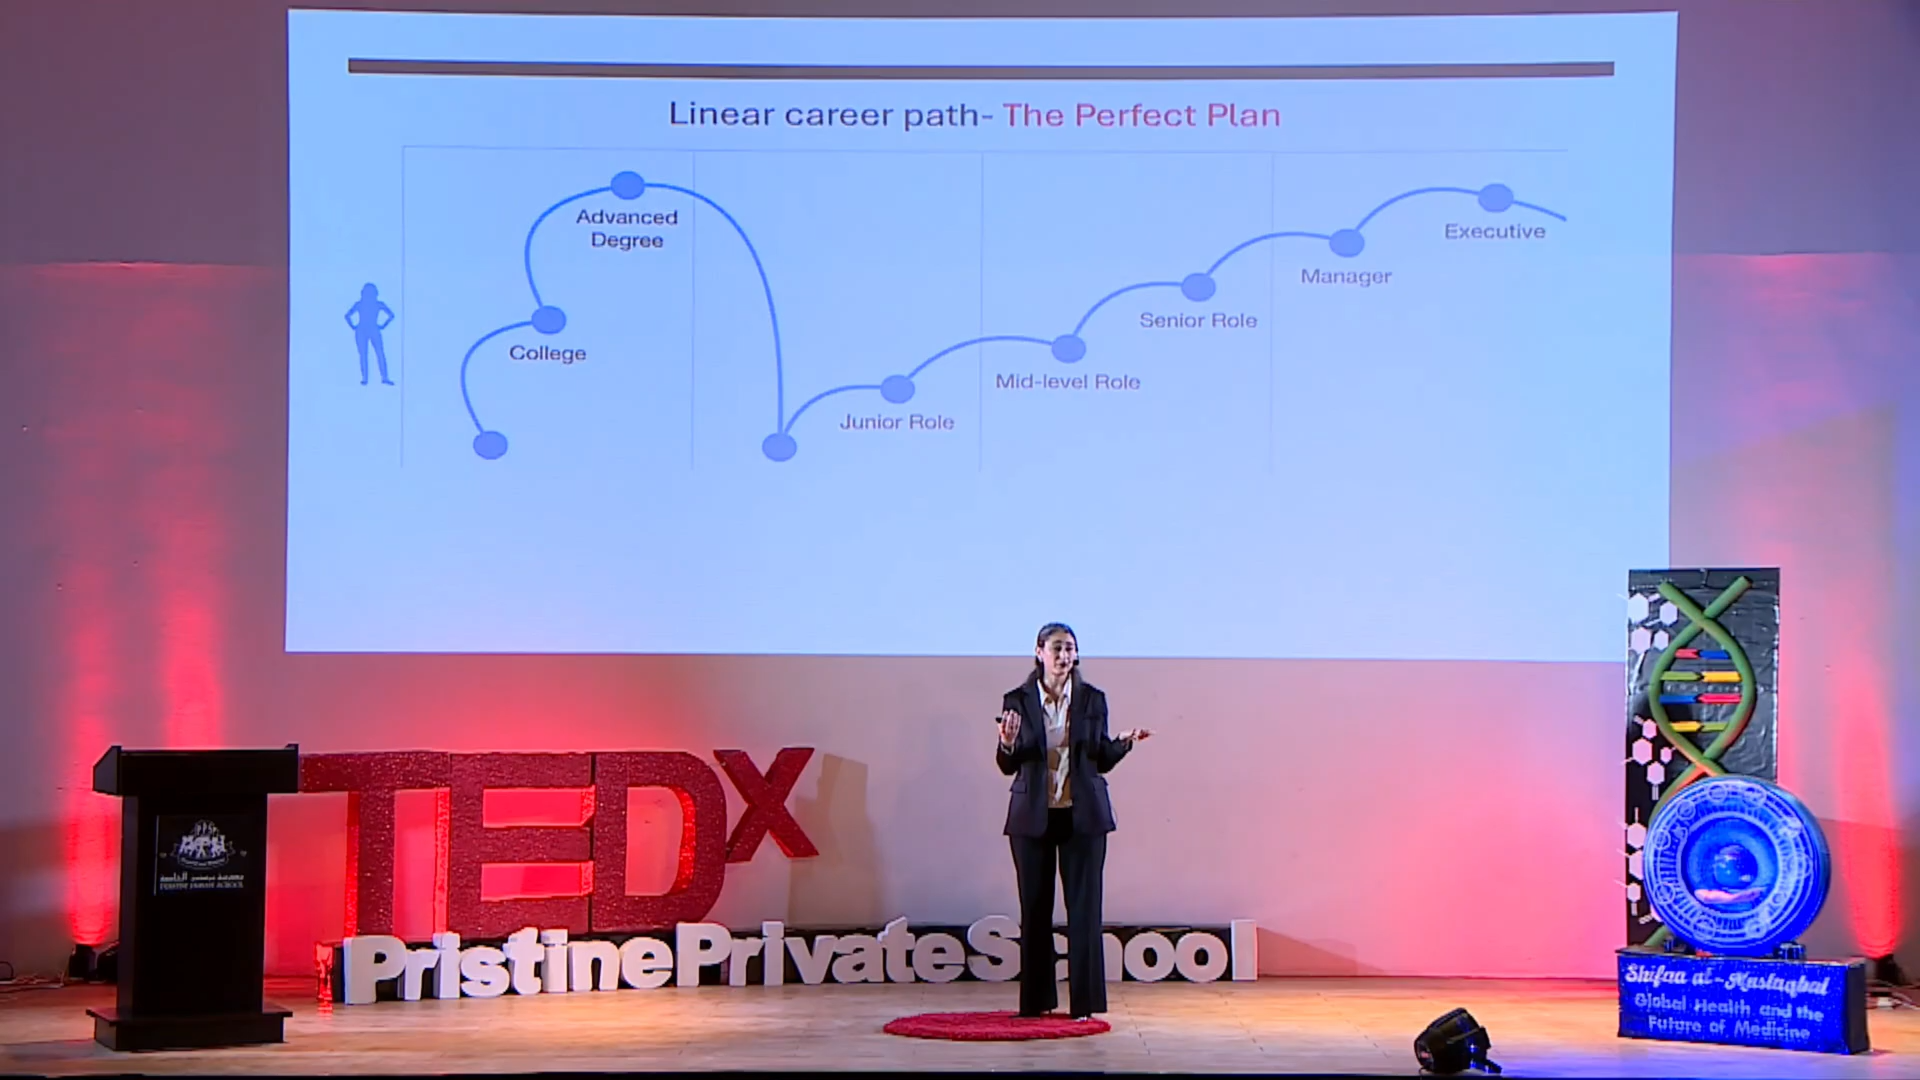 Linear career path- The Perfect Plan
Advanced
Degree
College
Junior Role
Mid-level Role
Senior Role
Manager
Executive
TEDx
PristinePrivateSchool
PRISTINE PRIVATE SCHOOL
Shifaa al-Mustaqbal
Global Health and the
Future of Medicine